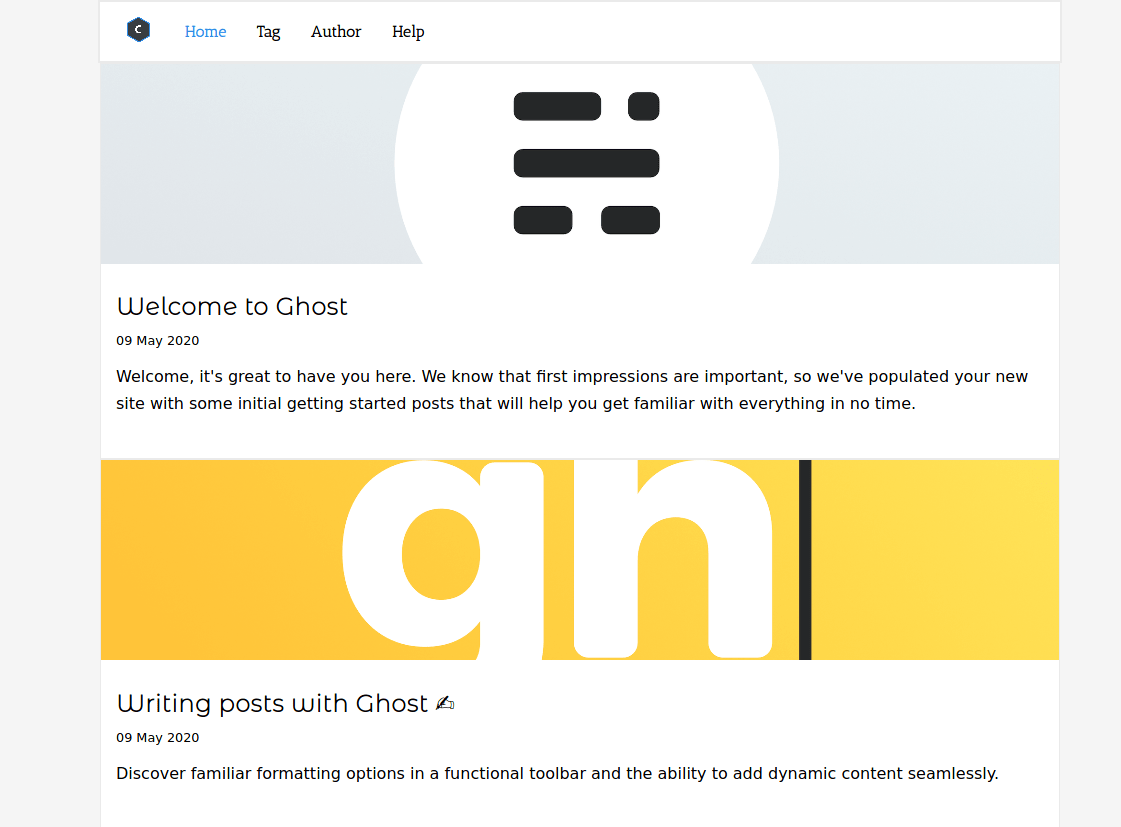 C
Home Tag Author Help
Welcome to Ghost
09 May 2020
Welcome, it's great to have you here. We know that first impressions are important, so we've populated your new
site with some initial getting started posts that will help you get familiar with everything in no time.
gh
Writing posts with Ghost ✍
09 May 2020
Discover familiar formatting options in a functional toolbar and the ability to add dynamic content seamlessly.